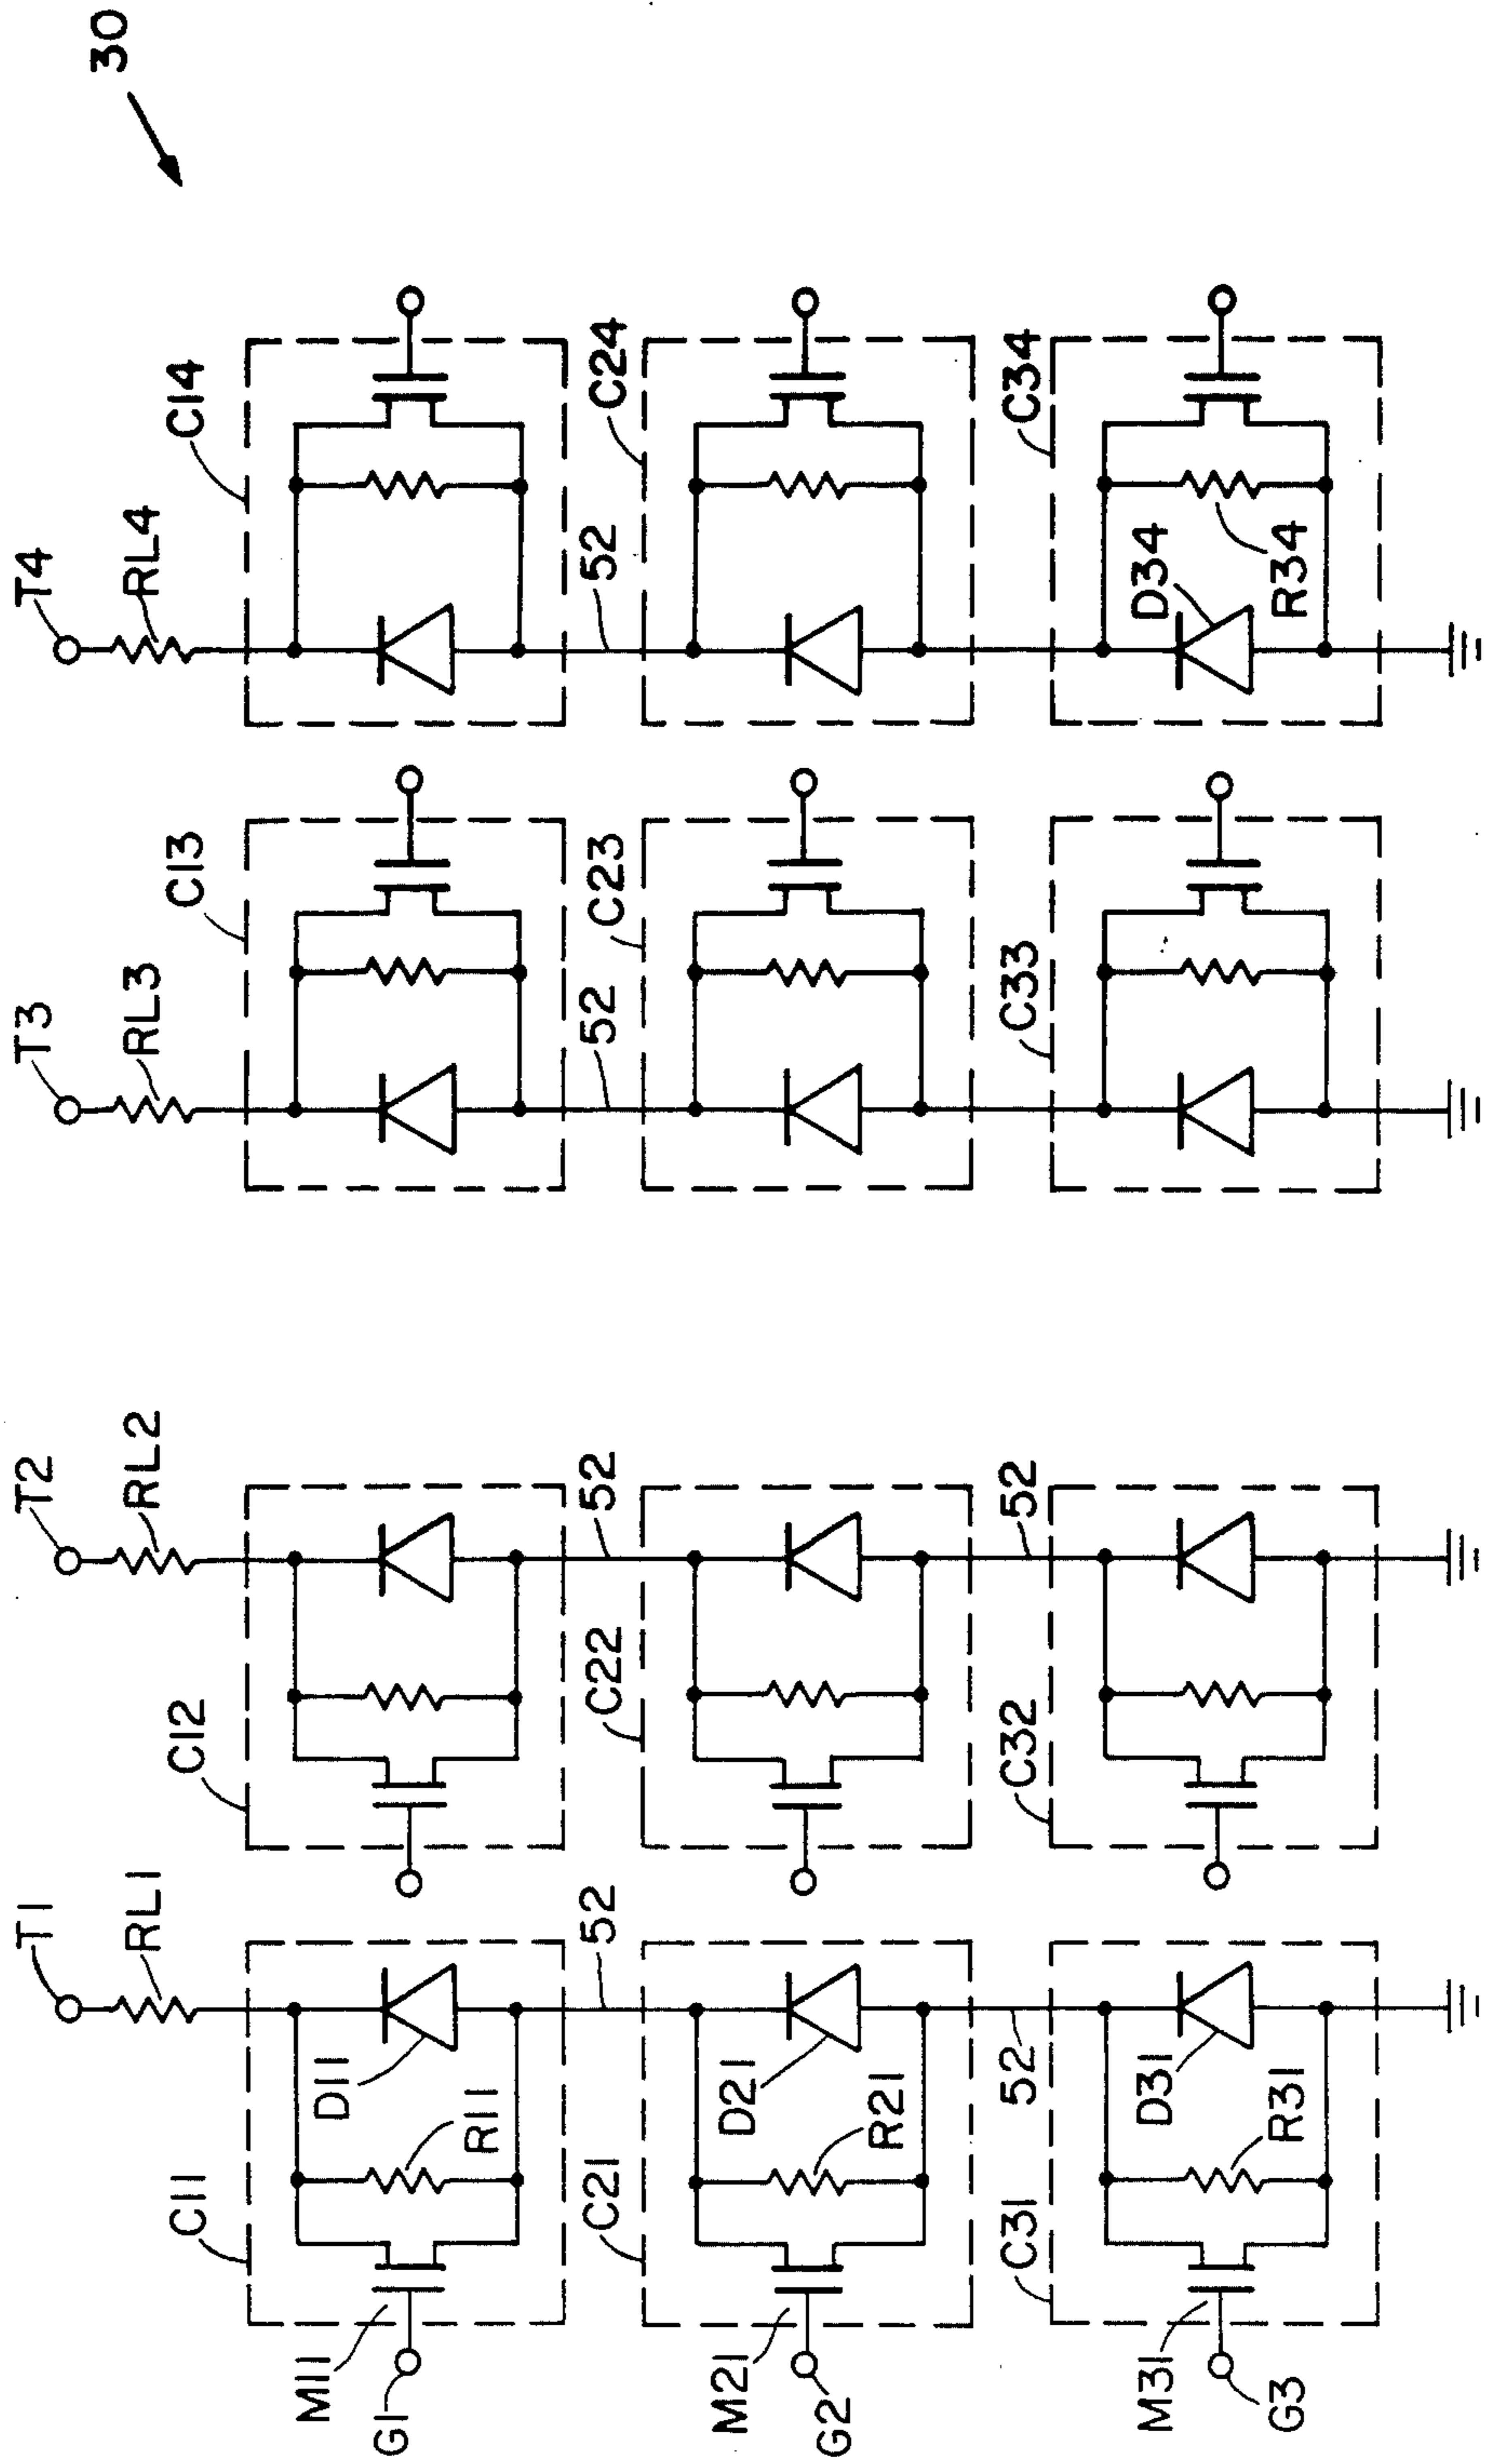 T1
T2
T3
T4
30
RL1
RL2
RL3
RL4
C11
C12
C13
C14
M11
D11
G1
R11
C21
52
C22
52
52
C23
52
C24
M21
D21
G2
R21
C31
52
C32
52
C33
C34
M31
D31
D34
G3
R31
R34